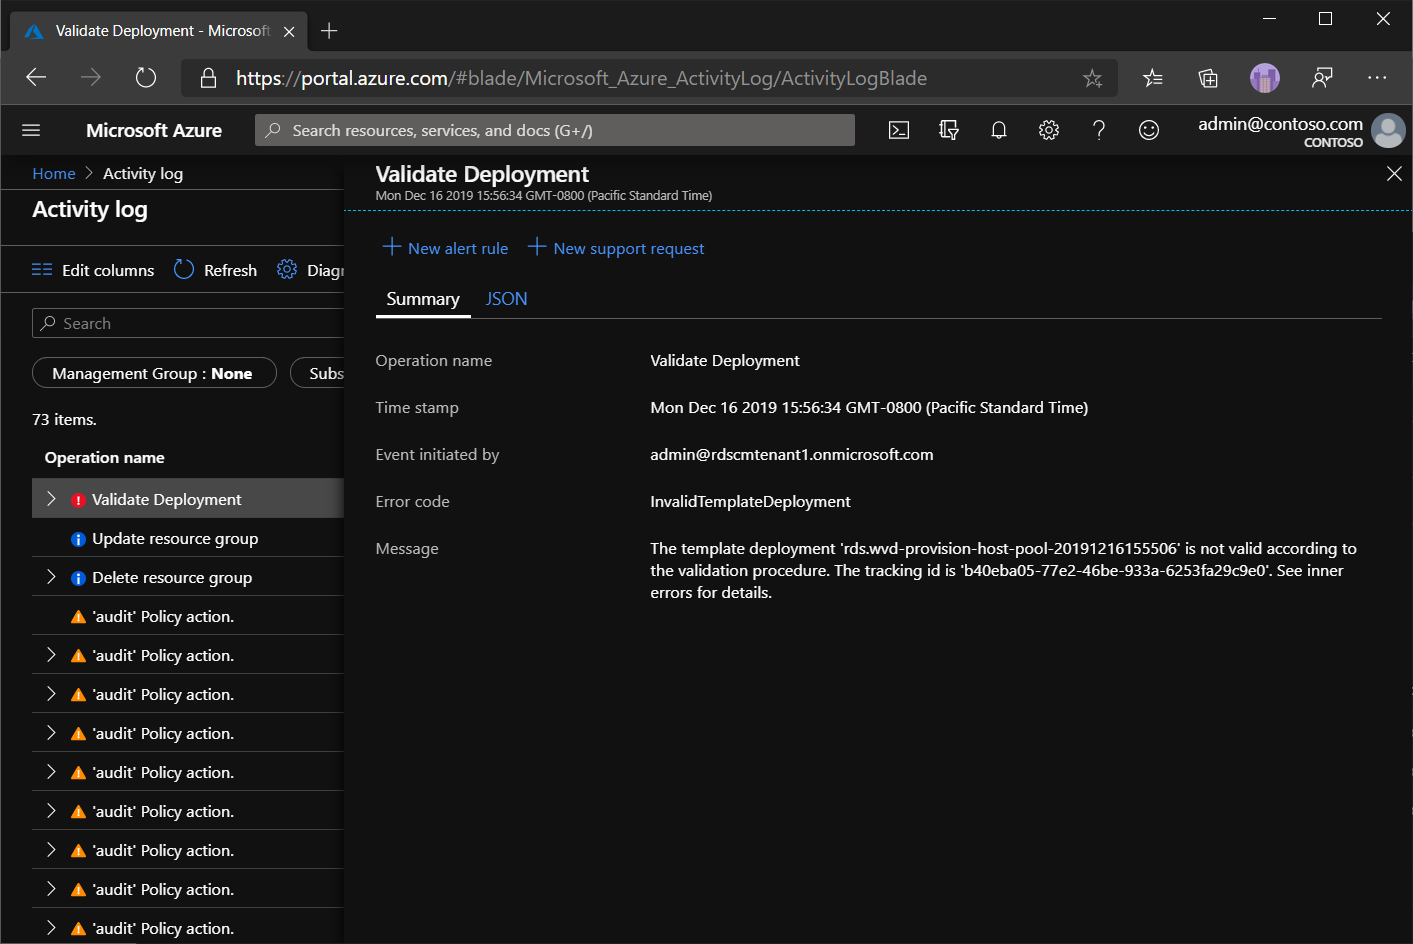 Validate Deployment - Microsoft
https://portal.azure.com/#blade/Microsoft_Azure_ActivityLog/ActivityLogBlade
Microsoft Azure
Search resources, services, and docs (G+/)
admin@contoso.com
CONTOSO
Home > Activity log
Activity log
Edit columns
Refresh
Diagr
Search
Management Group : None
Subs
73 items.
Operation name
Validate Deployment
Update resource group
Delete resource group
'audit' Policy action.
'audit' Policy action.
'audit' Policy action.
'audit' Policy action.
'audit' Policy action.
'audit' Policy action.
'audit' Policy action.
'audit' Policy action.
'audit' Policy action.
Validate Deployment
Mon Dec 16 2019 15:56:34 GMT-0800 (Pacific Standard Time)
New alert rule
New support request
Summary
JSON
Operation name
Validate Deployment
Time stamp
Mon Dec 16 2019 15:56:34 GMT-0800 (Pacific Standard Time)
Event initiated by
admin@rdscmtenant1.onmicrosoft.com
Error code
InvalidTemplateDeployment
Message
The template deployment 'rds.wvd-provision-host-pool-20191216155506' is not valid according to
the validation procedure. The tracking id is 'b40eba05-77e2-46be-933a-6253fa29c9e0'. See inner
errors for details.